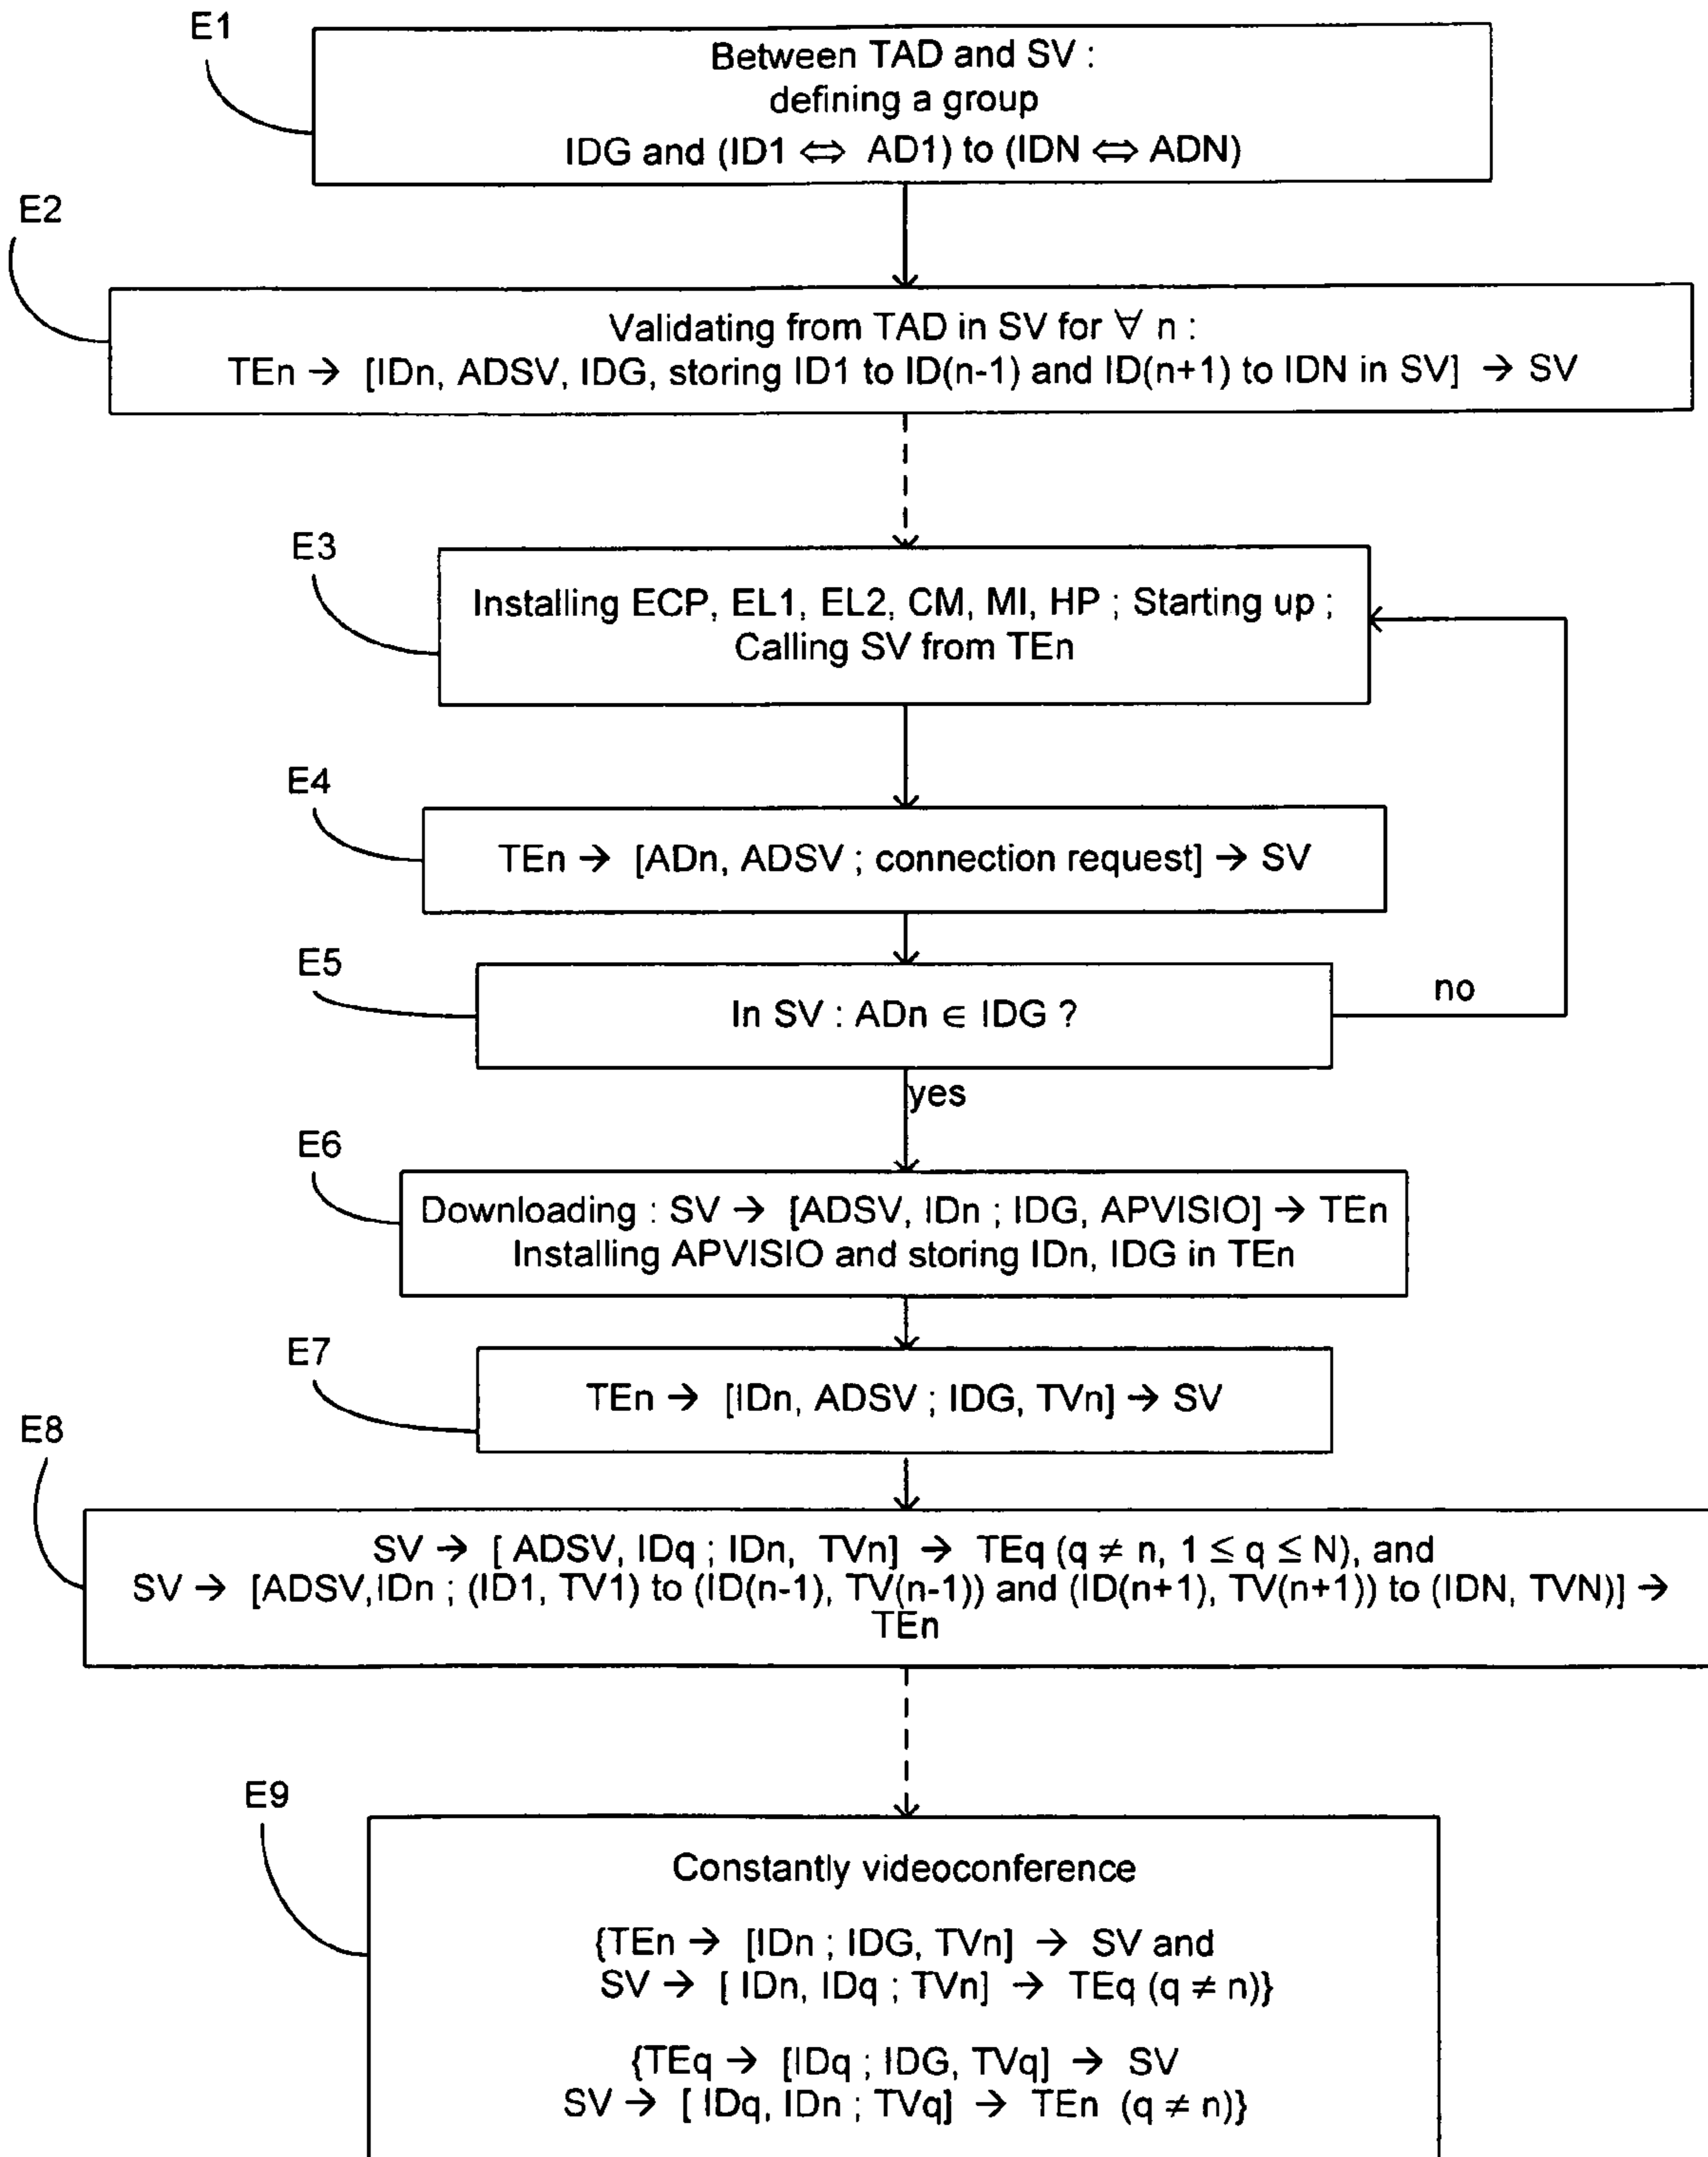 E1
Between TAD and SV :
defining a group
IDG and (ID1 ⇔ AD1) to (IDN ⇔ ADN)
E2
Validating from TAD in SV for ∀ n :
TEn → [IDn, ADSV, IDG, storing ID1 to ID(n-1) and ID(n+1) to IDN in SV] → SV
E3
Installing ECP, EL1, EL2, CM, MI, HP ; Starting up ;
Calling SV from TEn
E4
TEn → [ADn, ADSV ; connection request] → SV
E5
In SV : ADn ∈ IDG ?
no
yes
E6
Downloading : SV → [ADSV, IDn ; IDG, APVISIO] → TEn
Installing APVISIO and storing IDn, IDG in TEn
E7
TEn → [IDn, ADSV ; IDG, TVn] → SV
E8
SV → [ ADSV, IDq ; IDn, TVn] → TEq (q ≠ n, 1 ≤ q ≤ N), and
SV → [ADSV,IDn ; (ID1, TV1) to (ID(n-1), TV(n-1)) and (ID(n+1), TV(n+1)) to (IDN, TVN)] →
TEn
E9
Constantly videoconference
{TEn → [IDn ; IDG, TVn] → SV and
SV → [ IDn, IDq ; TVn] → TEq (q ≠ n)}
{TEq → [IDq ; IDG, TVq] → SV
SV → [ IDq, IDn ; TVq] → TEn (q ≠ n)}